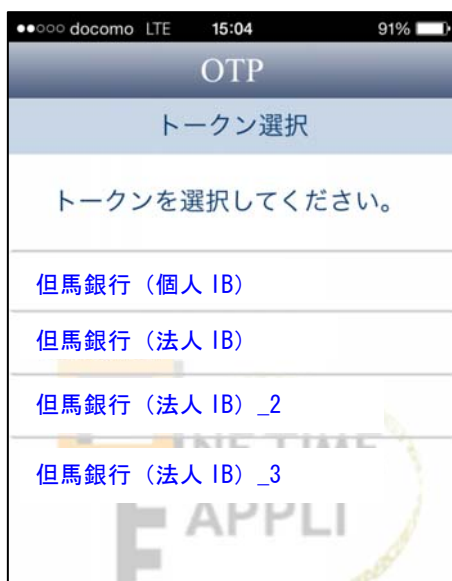 ●●○○○ docomo LTE 15:04 91%
OTP
トークン選択
トークンを選択してください。
但馬銀行（個人 IB）
但馬銀行（法人 IB）
但馬銀行（法人 IB）_2
但馬銀行（法人 IB）_3
APPLI